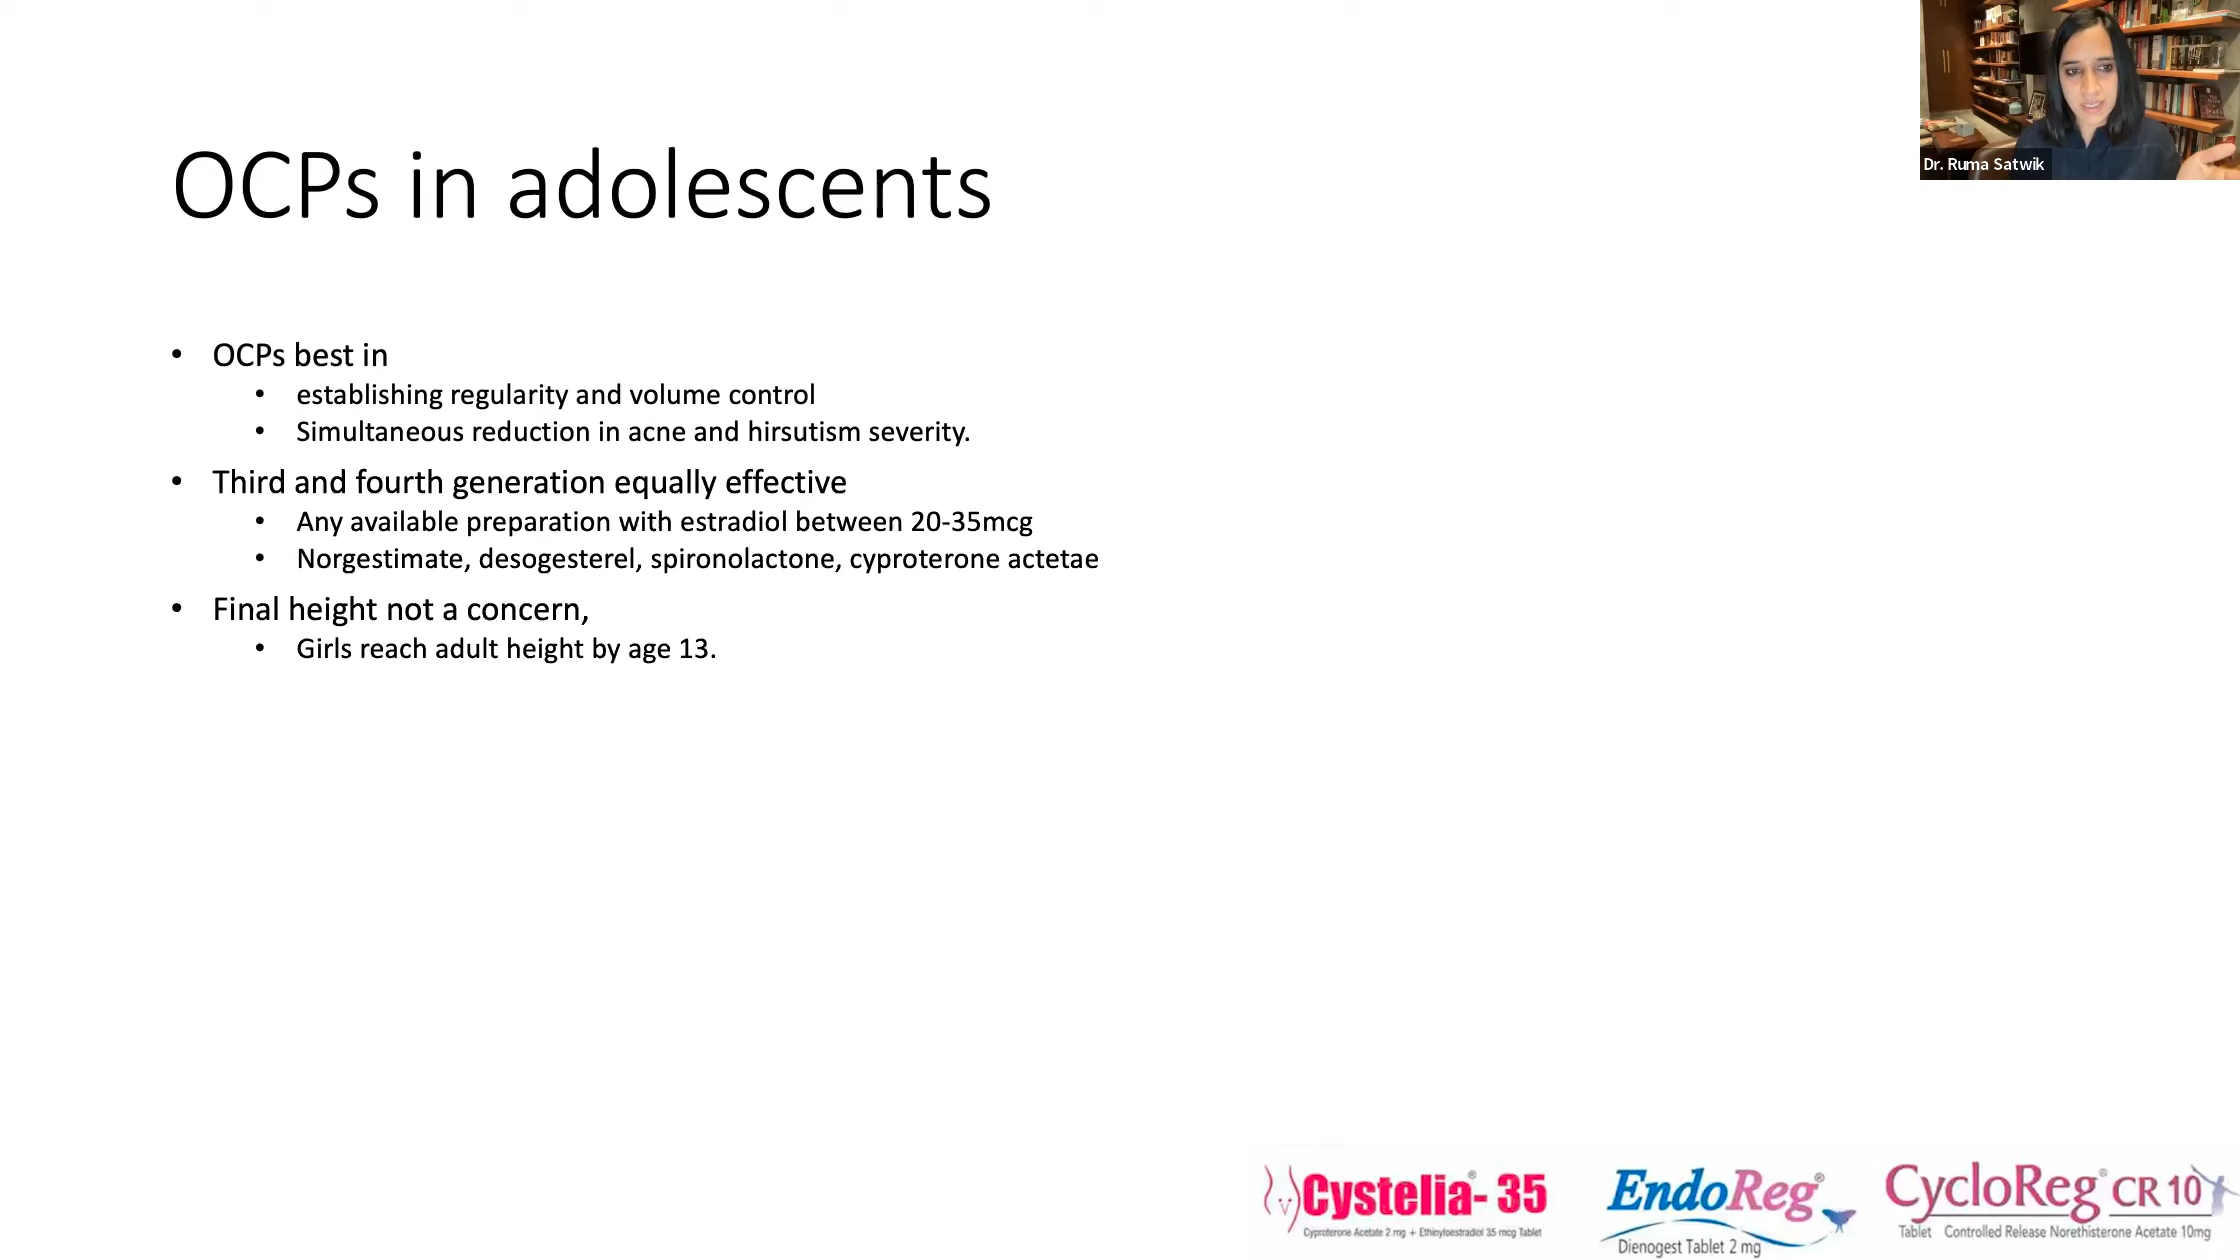 Dr. Ruma Satwik
OCPs in adolescents
• OCPs best in
• establishing regularity and volume control
• Simultaneous reduction in acne and hirsutism severity.
• Third and fourth generation equally effective
• Any available preparation with estradiol between 20-35mcg
• Norgestimate, desogesterel, spironolactone, cyproterone actetae
• Final height not a concern,
• Girls reach adult height by age 13.
Cystelia®- 35
Cyproterone Acetate 2 mg + Ethinyloestradiol 35 mcg Tablet
EndoReg®
Dienogest Tablet 2 mg
CycloReg® CR 10
Tablet Controlled Release Norethisterone Acetate 10mg